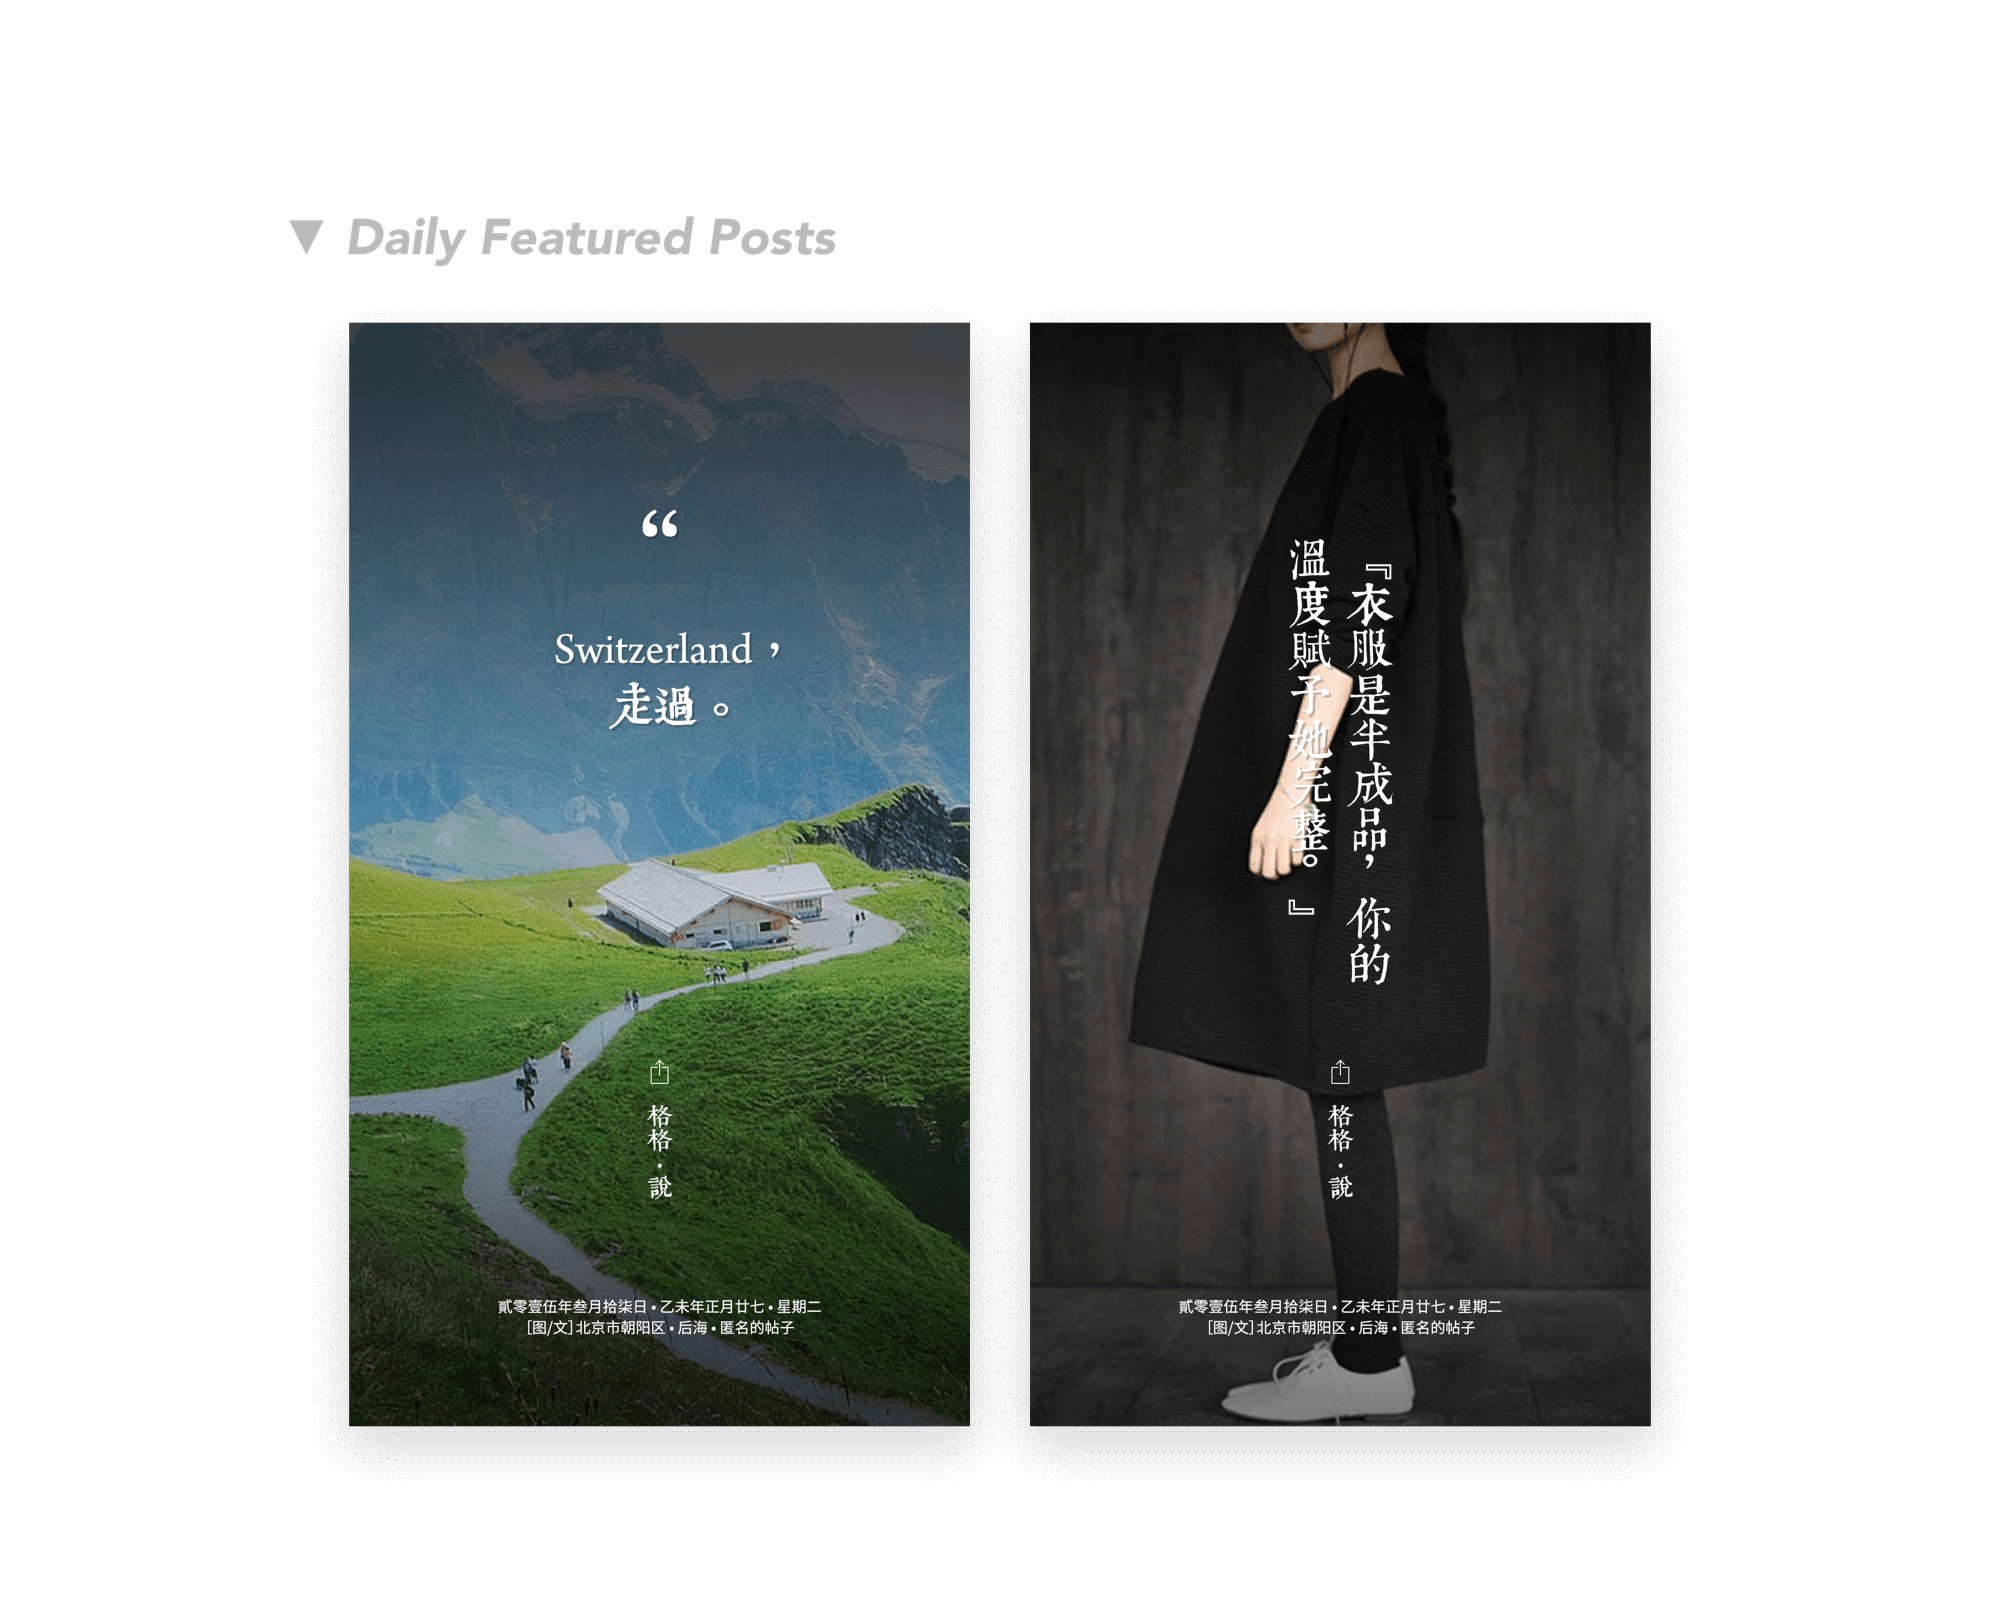 ▼ Daily Featured Posts
“
Switzerland，
走過。
格格·說
貳零壹伍年叁月拾柒日•乙未年正月廿七•星期二
[图/文]北京市朝阳区•后海•匿名的帖子
『衣服是半成品，你的
溫度賦予她完整。』
格格·說
貳零壹伍年叁月拾柒日•乙未年正月廿七•星期二
[图/文]北京市朝阳区•后海•匿名的帖子